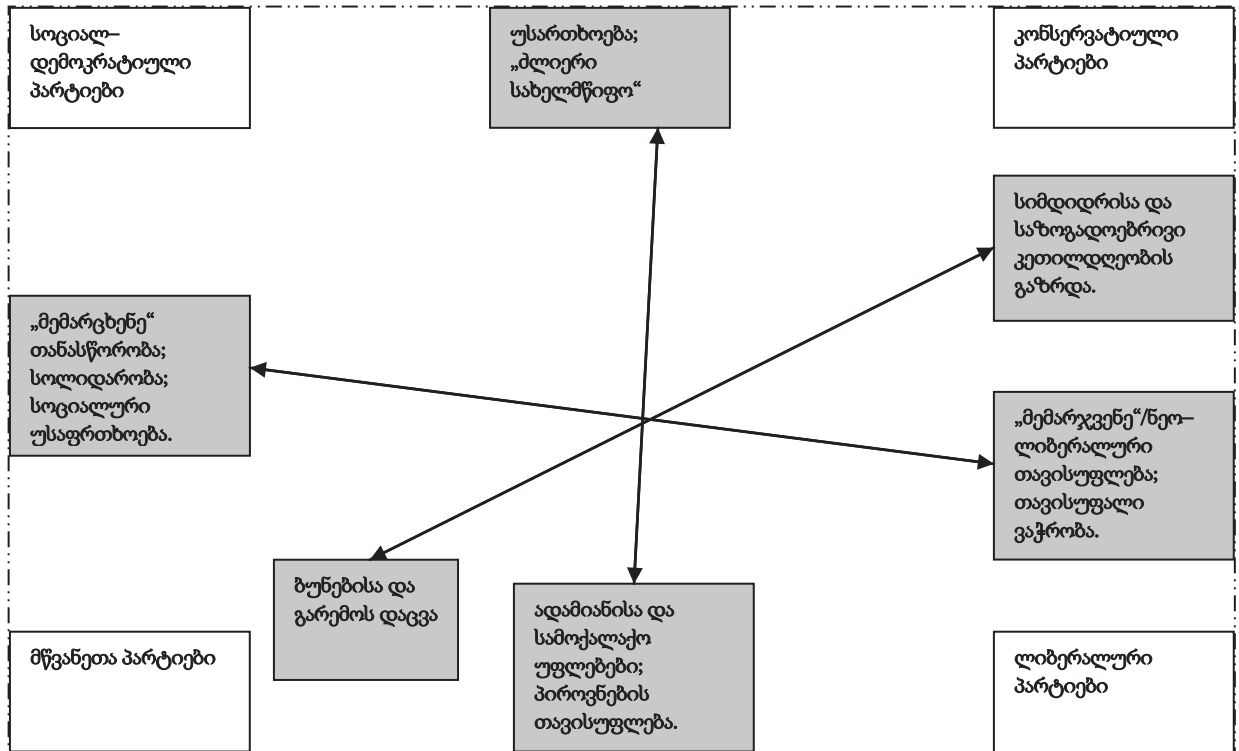 სოციალ–
დემოკრატიული
პარტიები
უსართხოება;
„ძლიერი
სახელმწიფო“
კონსერვატიული
პარტიები
სიმდიდრისა და
საზოგადოებრივი
კეთილდღეობის
გაზრდა.
„მემარცხენე“
თანასწორობა;
სოლიდარობა;
სოციალური
უსაფრთხოება.
„მემარჯვენე“/ნეო–
ლიბერალური
თავისუფლება;
თავისუფალი
ვაჭრობა.
ბუნებისა და
გარემოს დაცვა
ადამიანისა და
სამოქალაქო
უფლებები;
პიროვნების
თავისუფლება.
მწვანეთა პარტიები
ლიბერალური
პარტიები